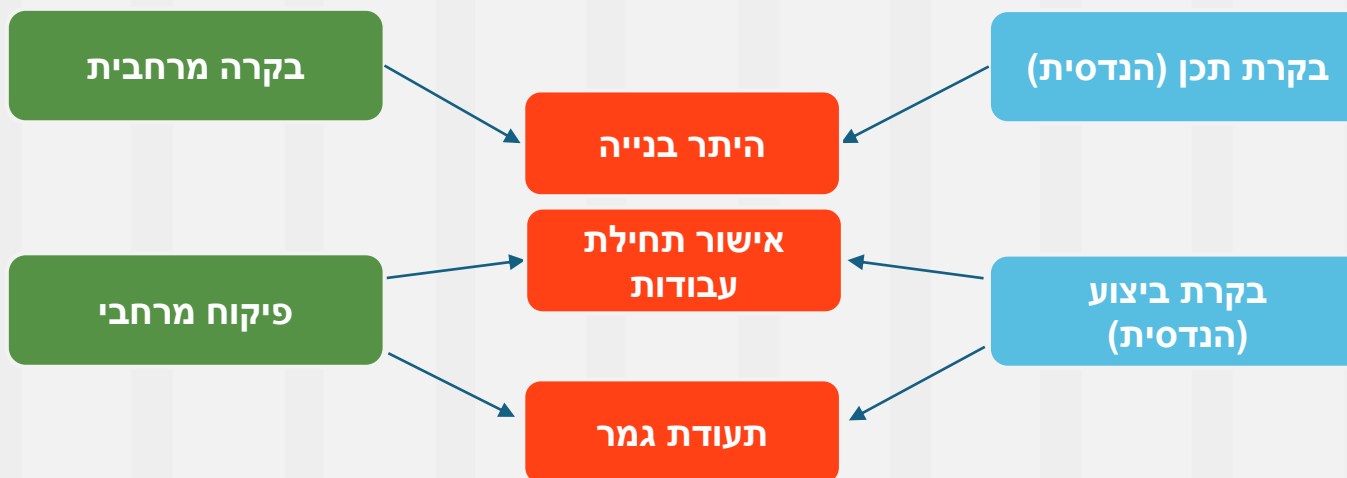 בקרת תכן (הנדסית)
בקרה מרחבית
היתר בנייה
אישור תחילת
עבודות
בקרת ביצוע
(הנדסית)
פיקוח מרחבי
תעודת גמר